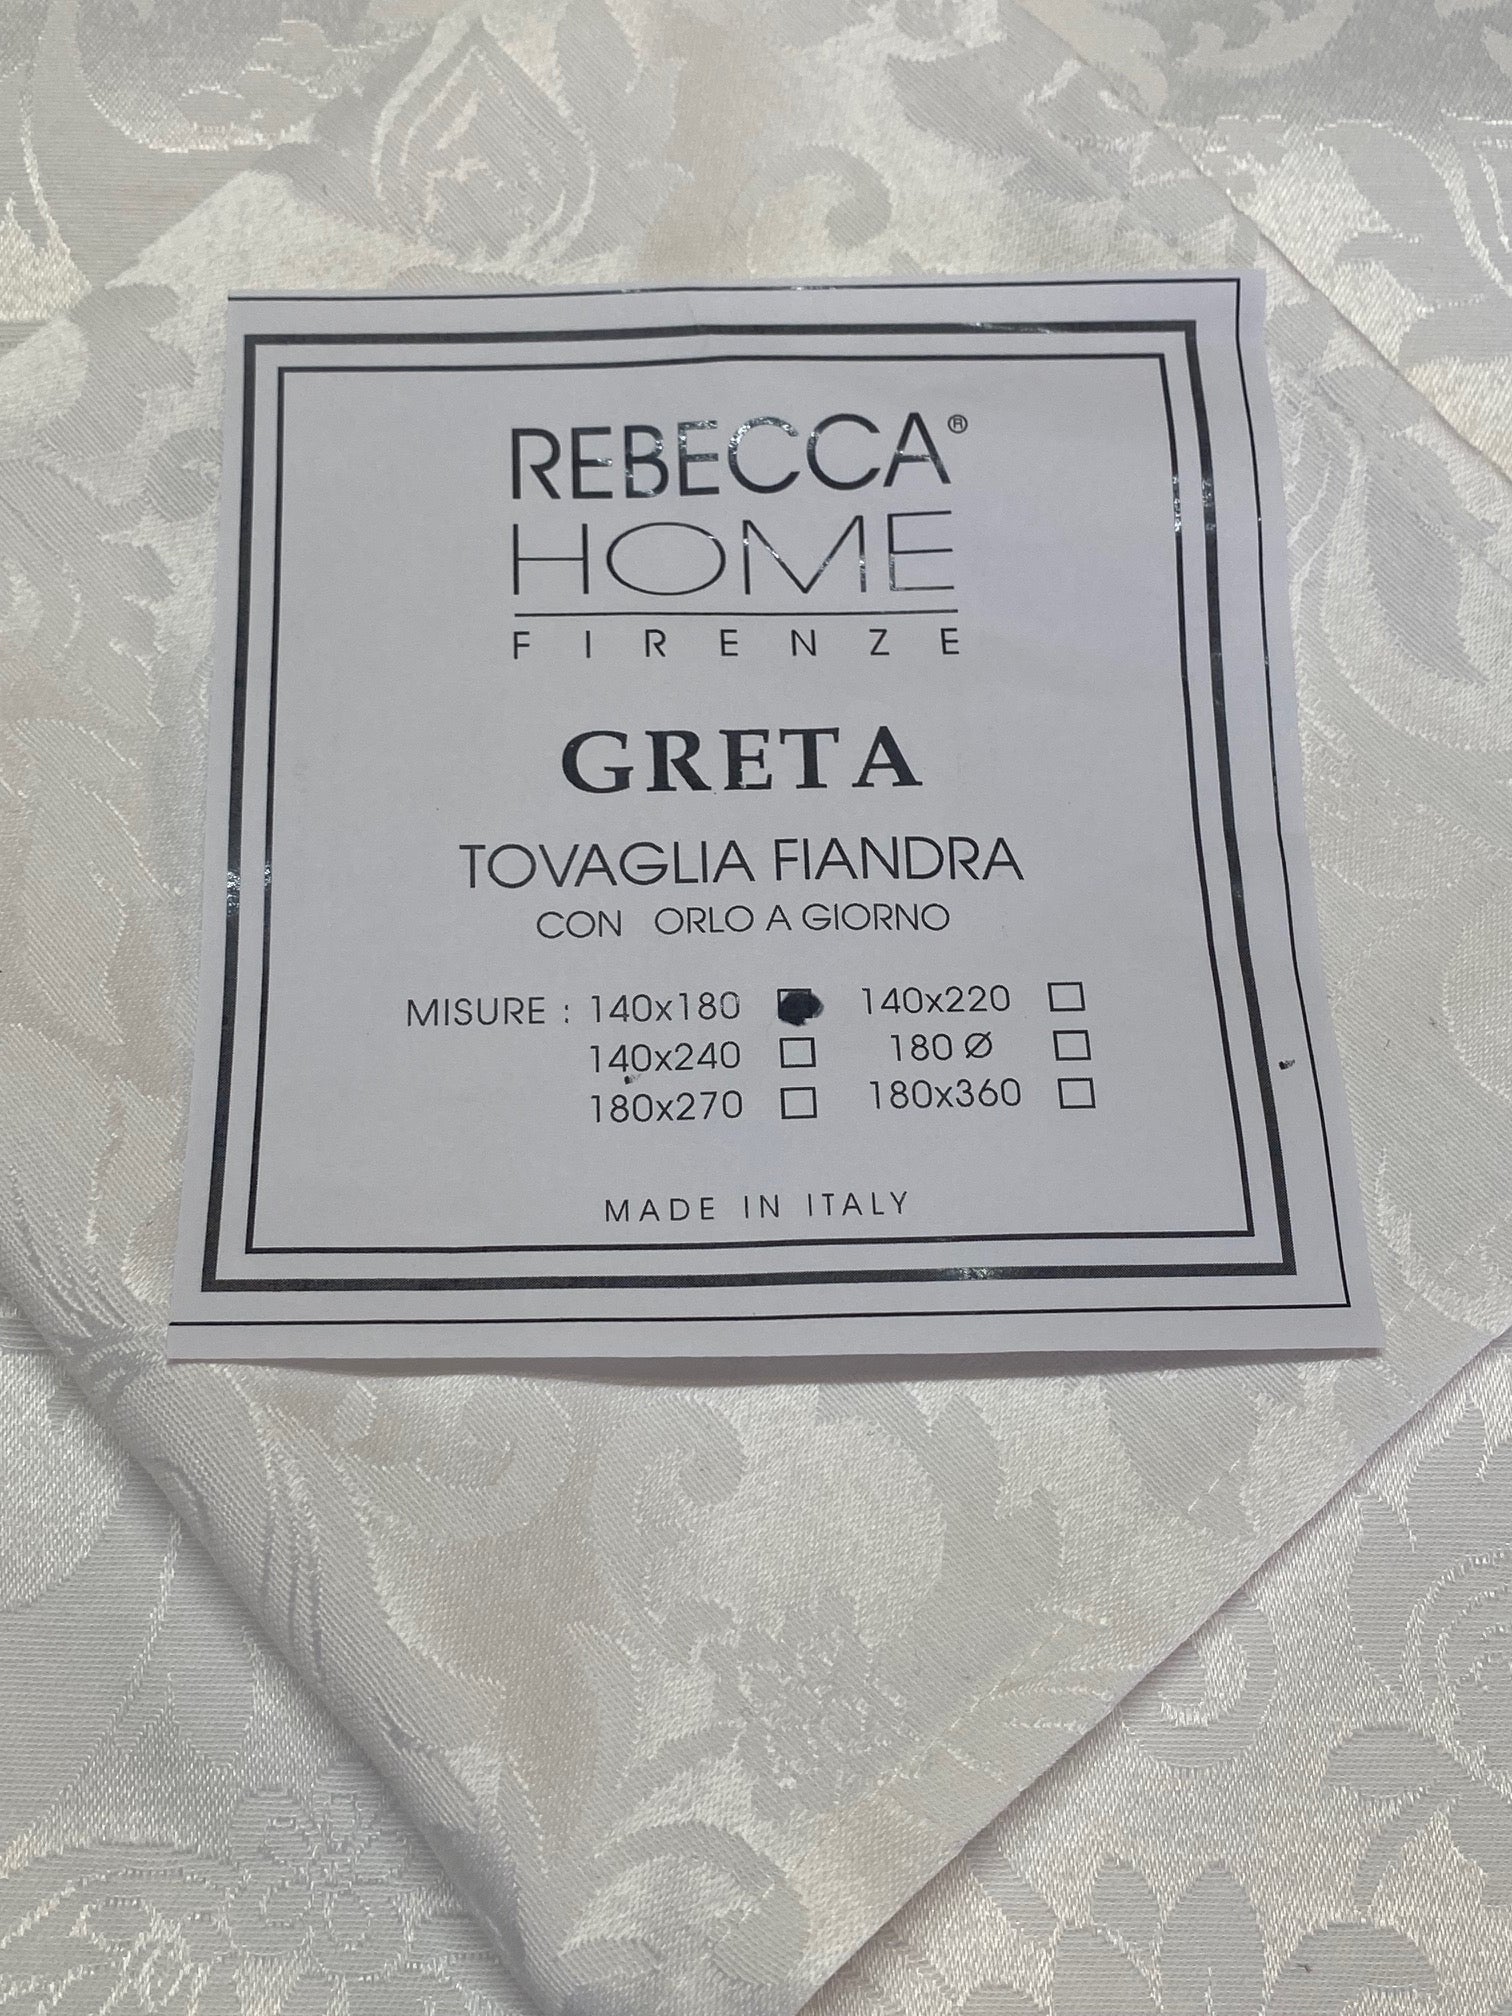 REBECCA®
HOME
FIRENZE
GRETA
TOVAGLIA FIANDRA
CON ORLO A GIORNO
MISURE : 140x180 140x220
140x240 180 Ø
180x270 180x360
MADE IN ITALY